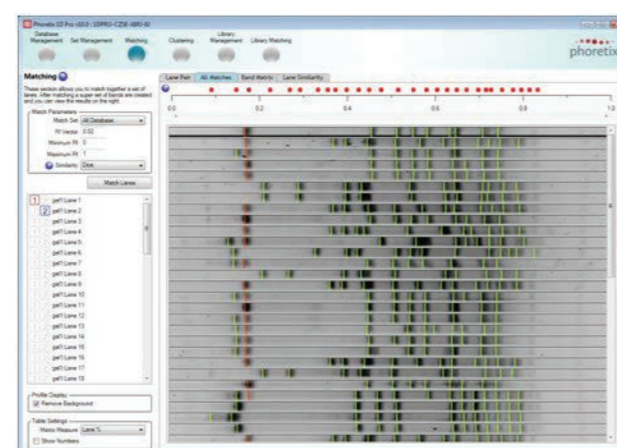 Phoretix 1D Pro
Database Management
Set Management
Matching
Clustering
Library Management
Library Matching
phoretix
Matching
These section allows you to match together a set of
lanes. After matching a super set of bands are created
and you can view the results on the right.
Match Parameters
Match Set All Database
Rf Vector 0.02
Minimum Rf 0
Maximum Rf 1
Similarity Dice
Match Lanes
1 gel1 Lane 1
2 gel1 Lane 2
gel1 Lane 3
gel1 Lane 4
gel1 Lane 5
gel1 Lane 6
gel1 Lane 7
gel1 Lane 8
gel1 Lane 9
gel1 Lane 10
gel1 Lane 11
gel1 Lane 12
gel1 Lane 13
gel1 Lane 14
gel1 Lane 15
gel1 Lane 16
gel1 Lane 17
gel1 Lane 18
Profile Display
Remove Background
Table Settings
Matrix Measure Lane %
Show Numbers
Lane Pair All Matches Band Matrix Lane Similarity
0.0 0.2 0.4 0.6 0.8 1.0